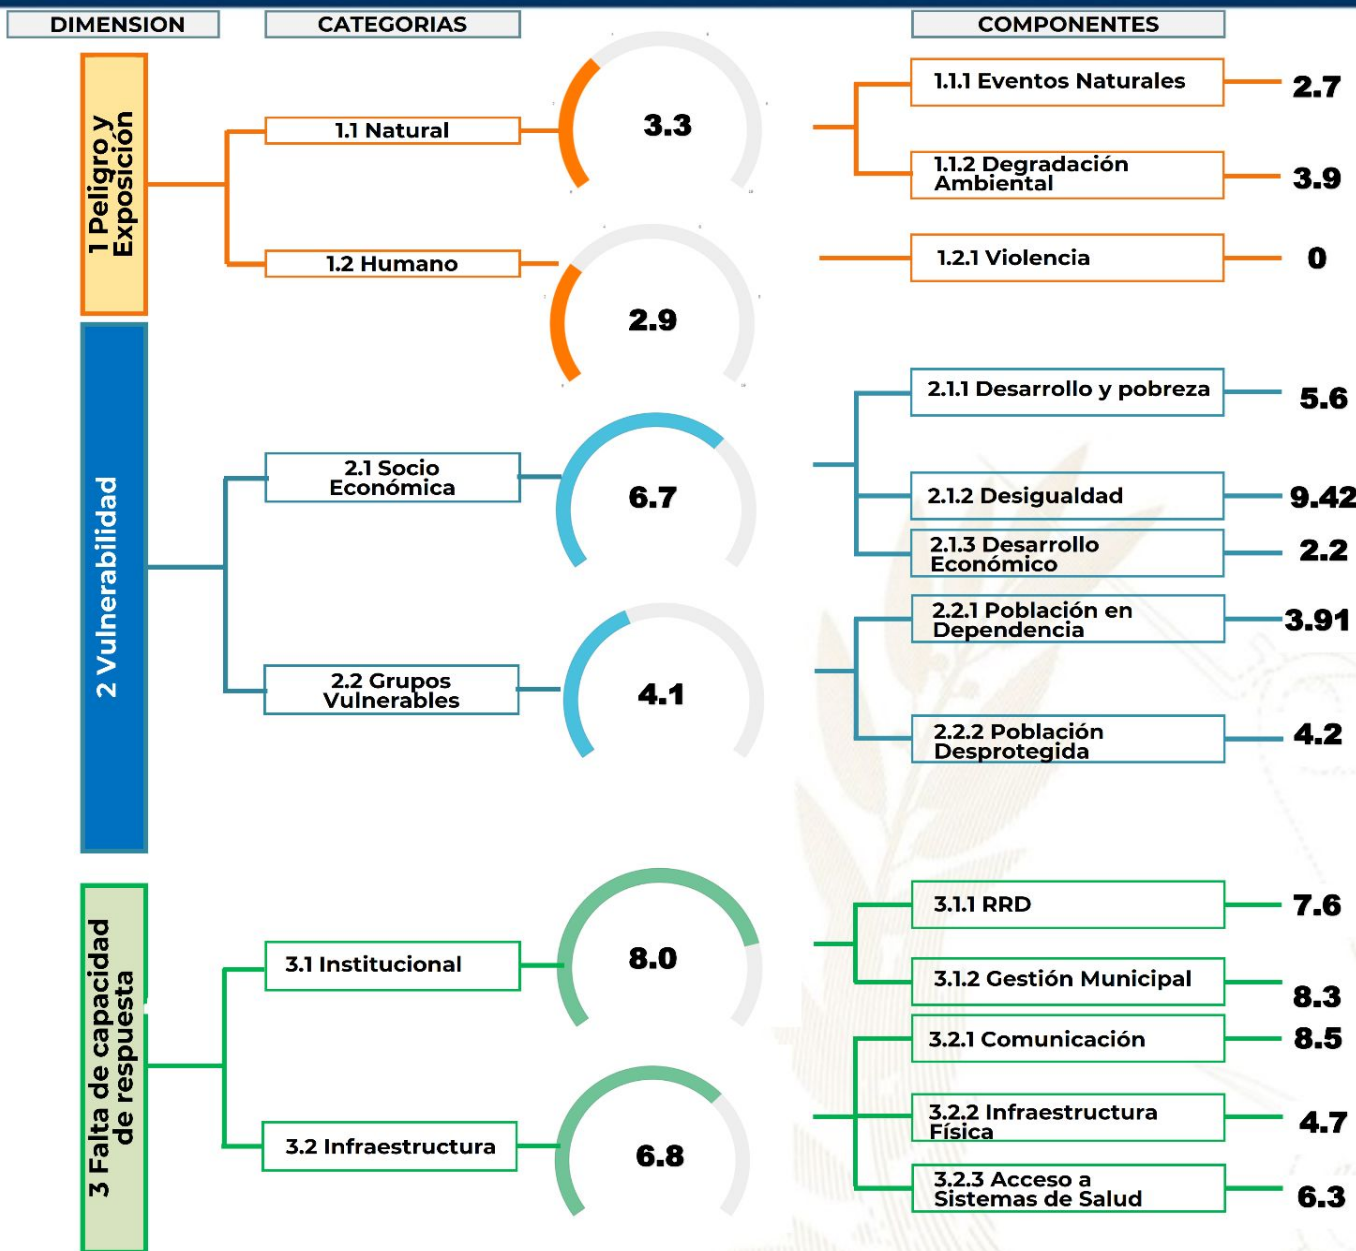 DIMENSION
CATEGORIAS
COMPONENTES
1 Peligro y
Exposición
1.1 Natural
3.3
1.1.1 Eventos Naturales
2.7
1.1.2 Degradación
Ambiental
3.9
1.2 Humano
2.9
1.2.1 Violencia
0
2 Vulnerabilidad
2.1 Socio
Económica
6.7
2.1.1 Desarrollo y pobreza
5.6
2.1.2 Desigualdad
9.42
2.1.3 Desarrollo
Económico
2.2
2.2 Grupos
Vulnerables
4.1
2.2.1 Población en
Dependencia
3.91
2.2.2 Población
Desprotegida
4.2
3 Falta de capacidad
de respuesta
3.1 Institucional
8.0
3.1.1 RRD
7.6
3.1.2 Gestión Municipal
8.3
3.2 Infraestructura
6.8
3.2.1 Comunicación
8.5
3.2.2 Infraestructura
Física
4.7
3.2.3 Acceso a
Sistemas de Salud
6.3